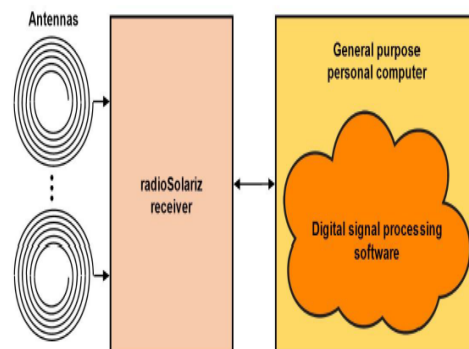 Antennas
radioSolariz
receiver
General purpose
personal computer
Digital signal processing
software